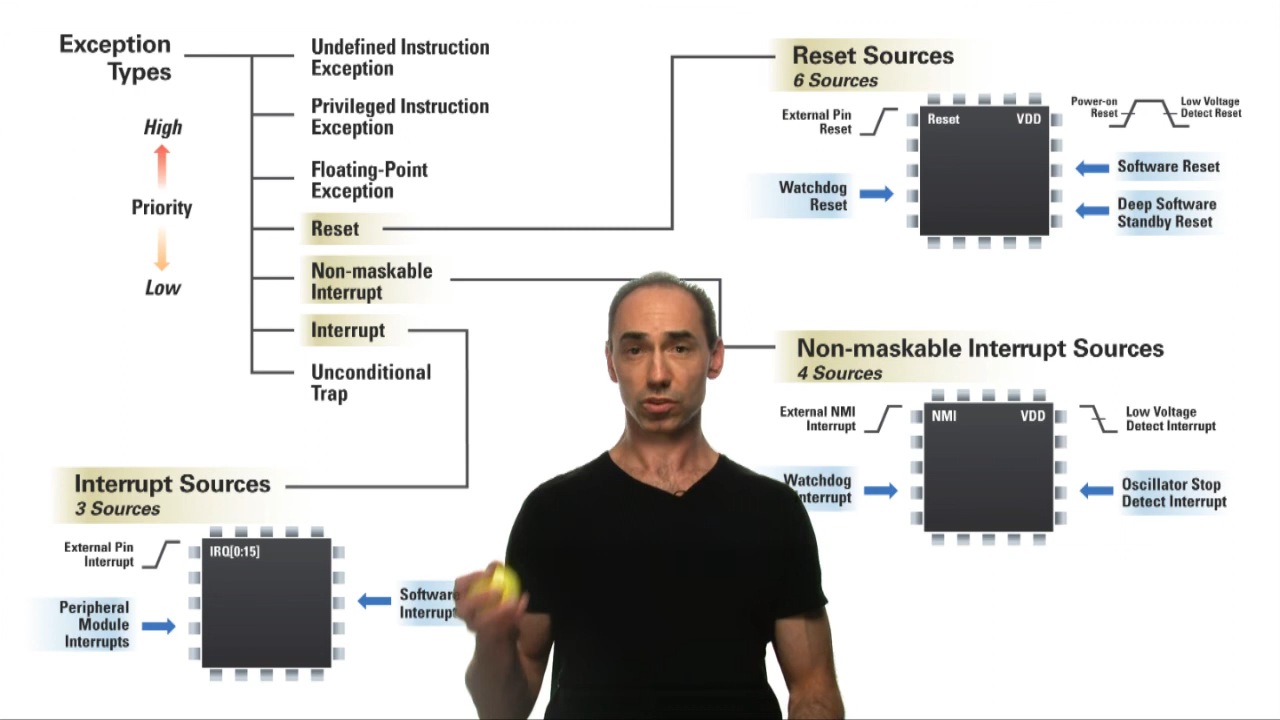 Exception
Types
High
Priority
Low
Undefined Instruction
Exception
Privileged Instruction
Exception
Floating-Point
Exception
Reset
Non-maskable
Interrupt
Interrupt
Unconditional
Trap
Reset Sources
6 Sources
External Pin
Reset
Reset VDD
Power-on
Reset
Low Voltage
Detect Reset
Watchdog
Reset
Software Reset
Deep Software
Standby Reset
Non-maskable Interrupt Sources
4 Sources
External NMI
Interrupt
NMI VDD
Low Voltage
Detect Interrupt
Watchdog
Interrupt
Oscillator Stop
Detect Interrupt
Interrupt Sources
3 Sources
External Pin
Interrupt
IRQ[0:15]
Peripheral
Module
Interrupts
Software
Interrupt